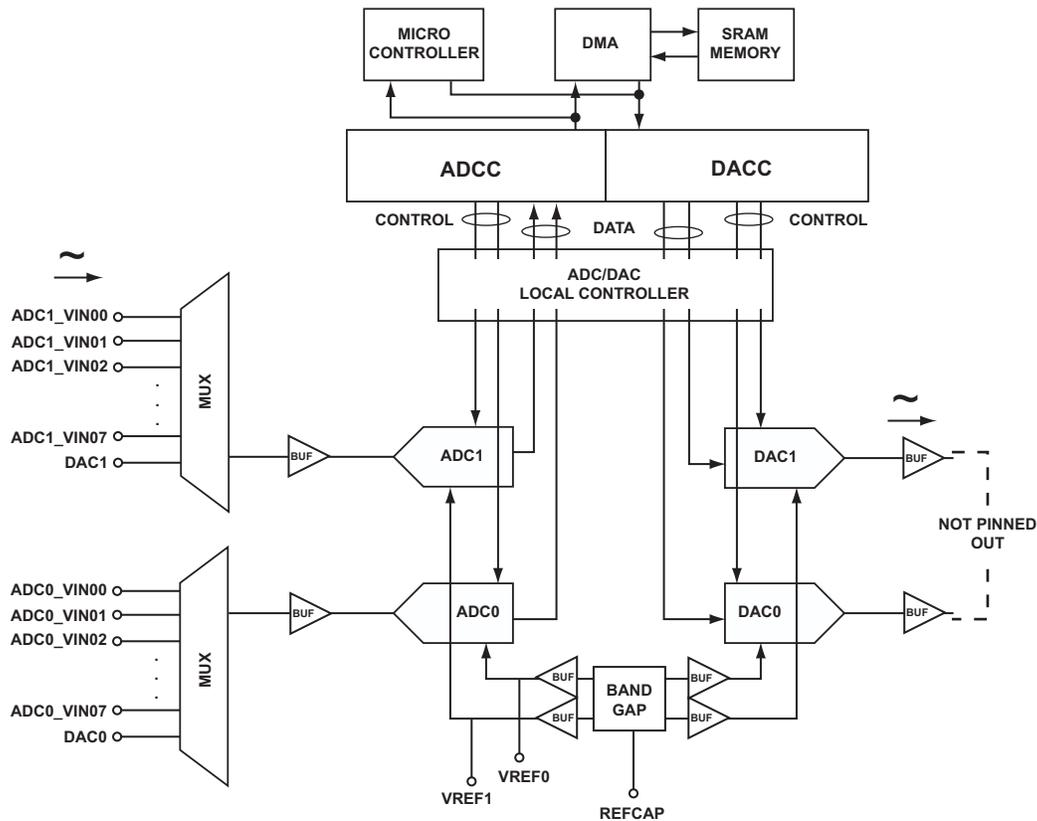 MICRO
CONTROLLER
DMA
SRAM
MEMORY
ADCC
DACC
CONTROL
DATA
CONTROL
ADC/DAC
LOCAL CONTROLLER
~
ADC1_VIN00
ADC1_VIN01
ADC1_VIN02
.
.
.
ADC1_VIN07
DAC1
MUX
BUF
ADC1
DAC1
~
BUF
NOT PINNED
OUT
ADC0_VIN00
ADC0_VIN01
ADC0_VIN02
.
.
.
ADC0_VIN07
DAC0
MUX
BUF
ADC0
DAC0
BUF
BUF
BAND
GAP
BUF
BUF
BUF
VREF0
VREF1
REFCAP